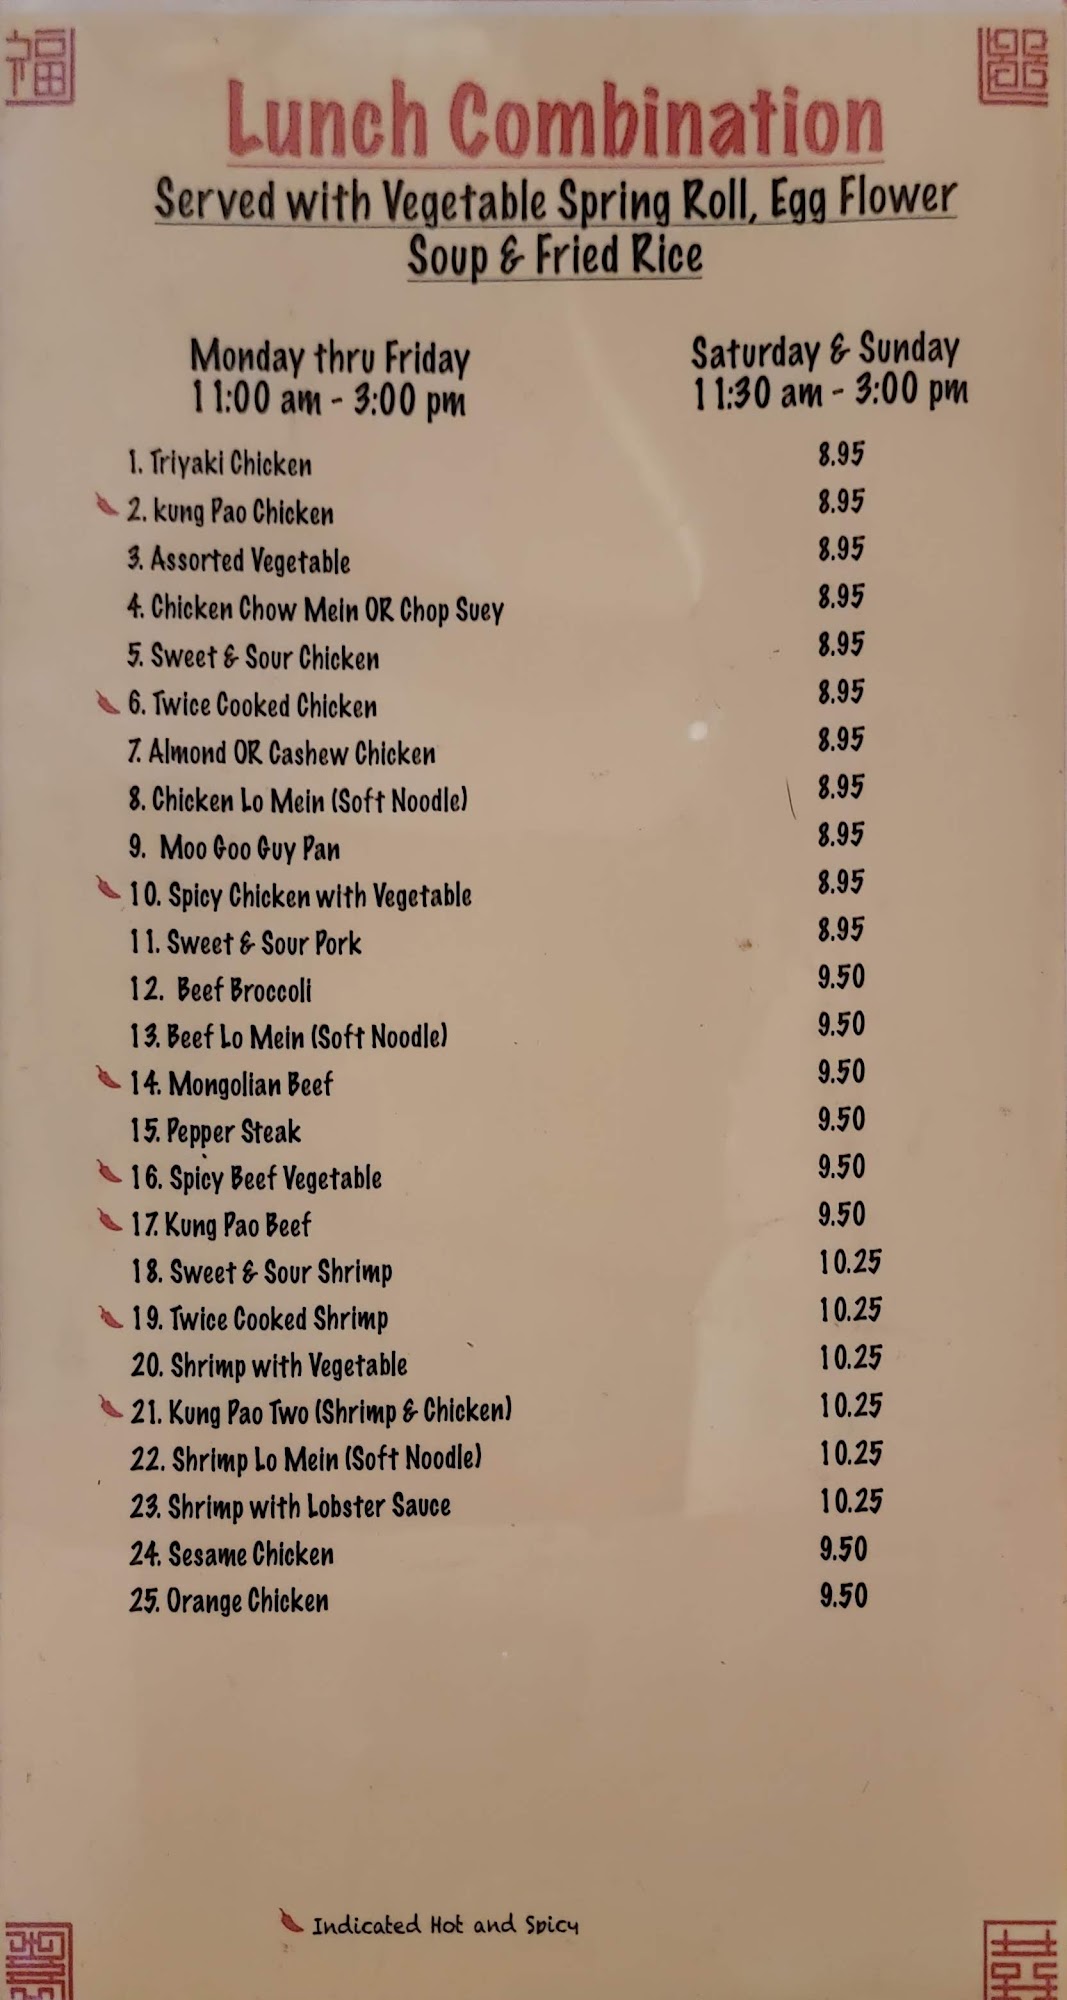 福
Lunch Combination
Served with Vegetable Spring Roll, Egg Flower
Soup & Fried Rice
Monday thru Friday Saturday & Sunday
11:00 am - 3:00 pm 11:30 am - 3:00 pm
1. Triyaki Chicken 8.95
2. kung Pao Chicken 8.95
3. Assorted Vegetable 8.95
4. Chicken Chow Mein OR Chop Suey 8.95
5. Sweet & Sour Chicken 8.95
6. Twice Cooked Chicken 8.95
7. Almond OR Cashew Chicken 8.95
8. Chicken Lo Mein (Soft Noodle) 8.95
9. Moo Goo Guy Pan 8.95
10. Spicy Chicken with Vegetable 8.95
11. Sweet & Sour Pork 8.95
12. Beef Broccoli 9.50
13. Beef Lo Mein (Soft Noodle) 9.50
14. Mongolian Beef 9.50
15. Pepper Steak 9.50
16. Spicy Beef Vegetable 9.50
17. Kung Pao Beef 9.50
18. Sweet & Sour Shrimp 10.25
19. Twice Cooked Shrimp 10.25
20. Shrimp with Vegetable 10.25
21. Kung Pao Two (Shrimp & Chicken) 10.25
22. Shrimp Lo Mein (Soft Noodle) 10.25
23. Shrimp with Lobster Sauce 10.25
24. Sesame Chicken 9.50
25. Orange Chicken 9.50
Indicated Hot and Spicy